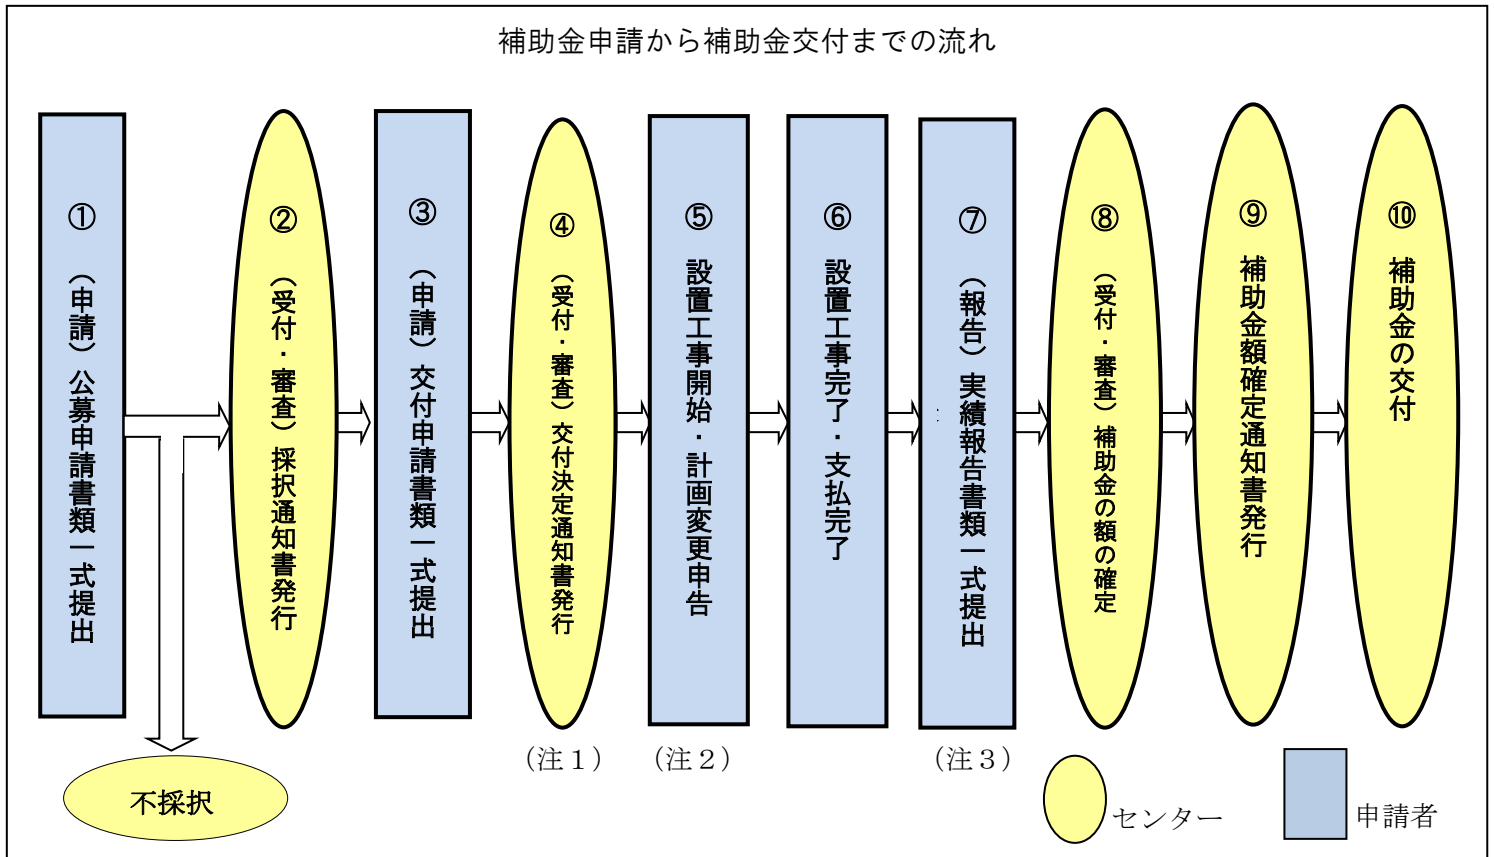 補助金申請から補助金交付までの流れ
① （申請）公募申請書類一式提出
② （受付・審査）採択通知書発行
③ （申請）交付申請書類一式提出
④ （受付・審査）交付決定通知書発行
⑤ 設置工事開始・計画変更申告
⑥ 設置工事完了・支払完了
⑦ （報告）実績報告書類一式提出
⑧ （受付・審査）補助金の額の確定
⑨ 補助金額確定通知書発行
⑩ 補助金の交付
（注１）
（注２）
（注３）
不採択
センター
申請者